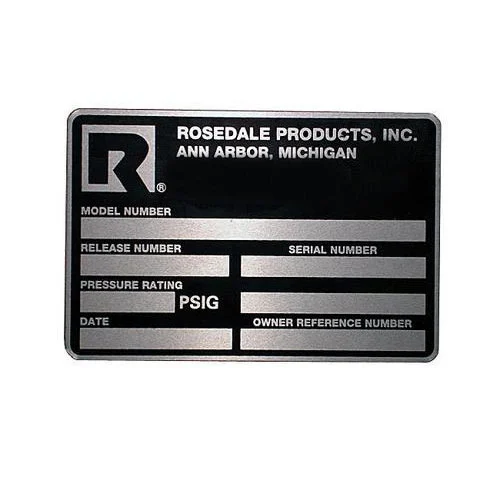 ROSEDALE PRODUCTS, INC.
ANN ARBOR, MICHIGAN
R®
MODEL NUMBER
RELEASE NUMBER SERIAL NUMBER
PRESSURE RATING
PSIG
DATE OWNER REFERENCE NUMBER